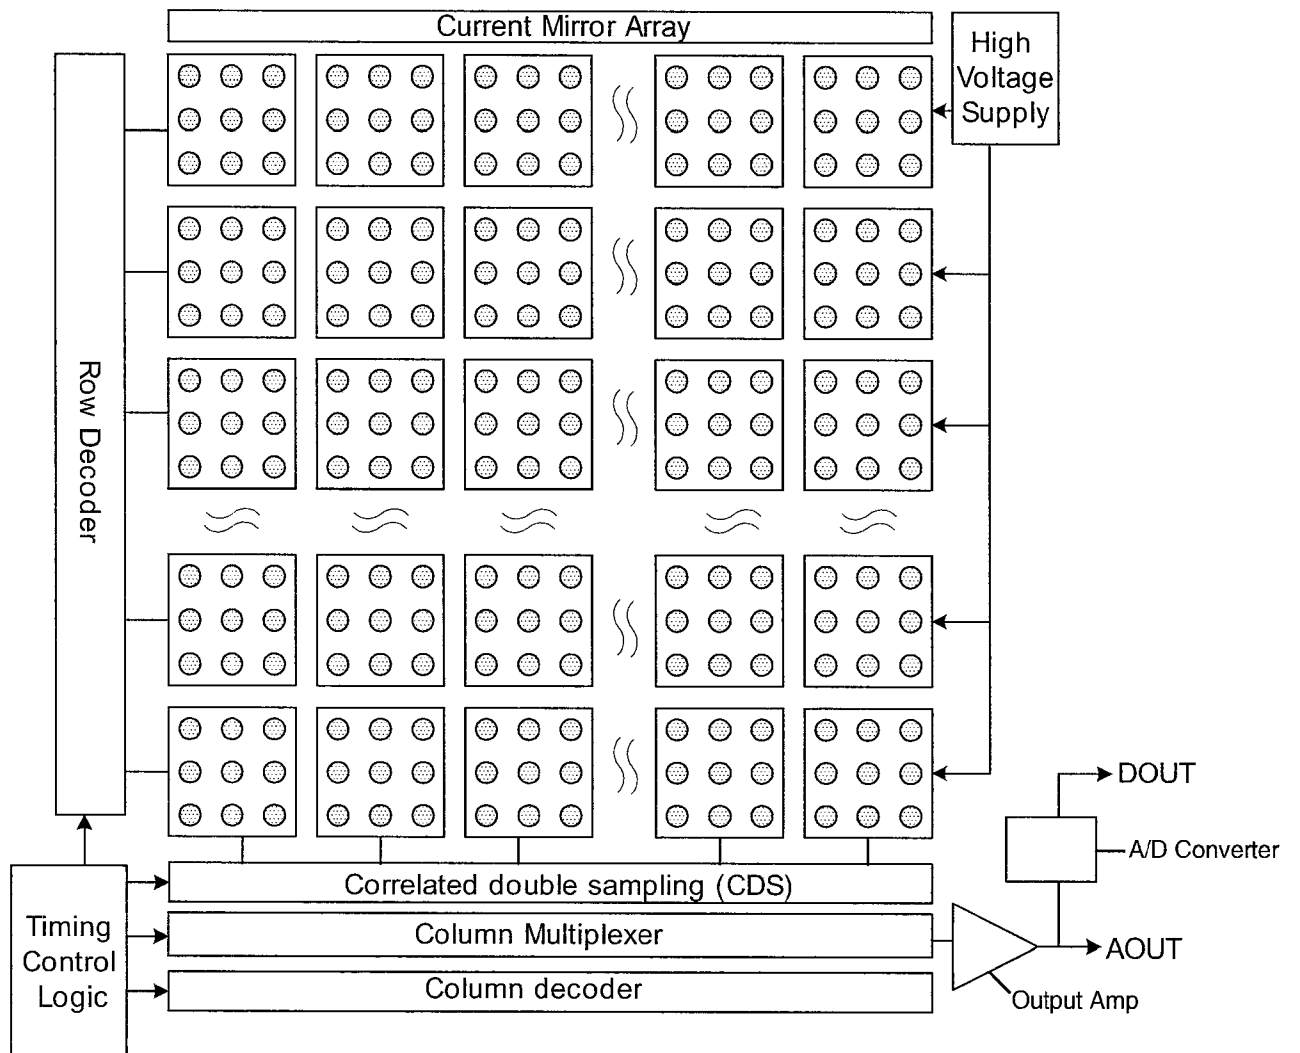 Current Mirror Array
High
Voltage
Supply
Row Decoder
DOUT
A/D Converter
Correlated double sampling (CDS)
Timing
Control
Logic
Column Multiplexer
AOUT
Column decoder
Output Amp